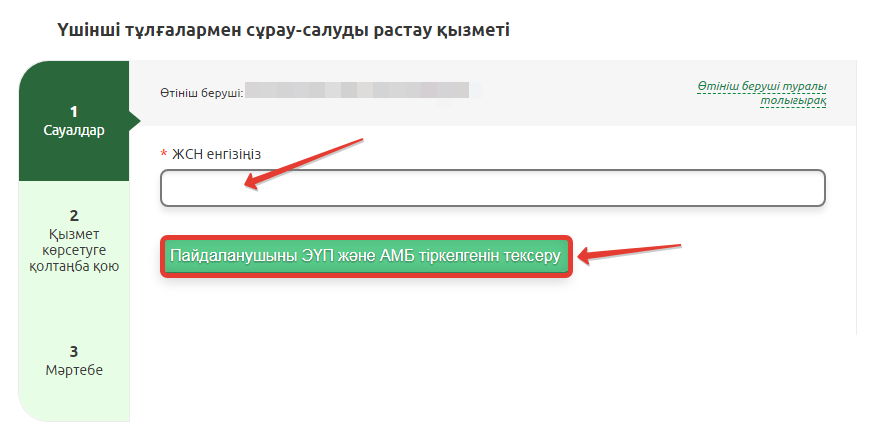 Үшінші тұлғалармен сұрау-салуды растау қызметі
1
Сауалдар
Өтініш беруші:
Өтініш беруші туралы
толығырақ
* ЖСН енгізіңіз
2
Қызмет
көрсетуге
қолтаңба қою
Пайдаланушыны ЭҮП және АМБ тіркелгенін тексеру
3
Мәртебе